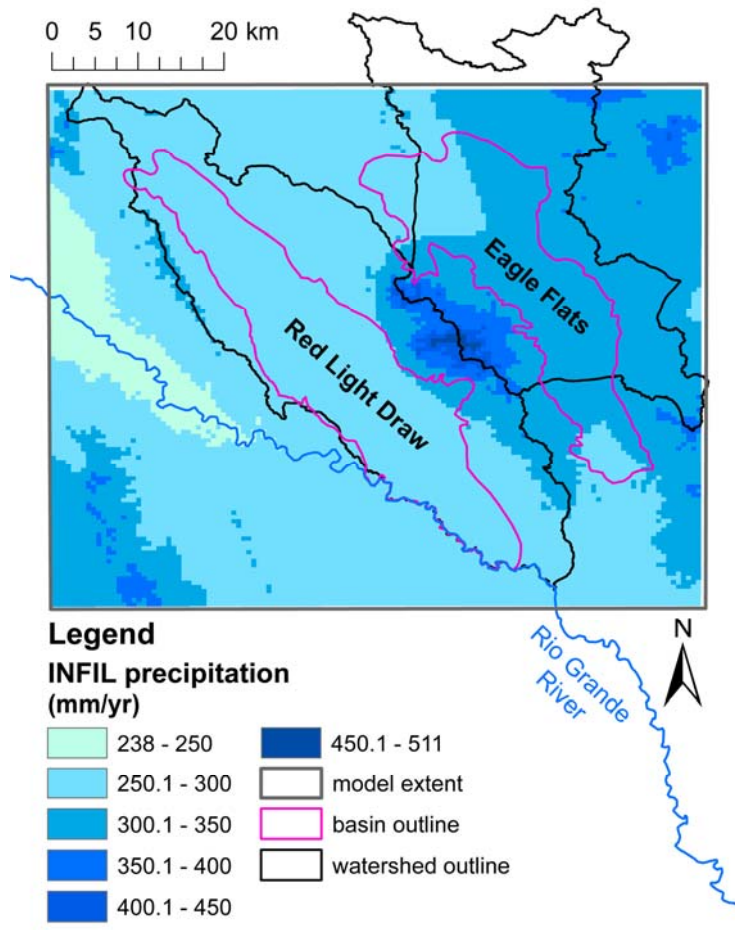 0 5 10 20 km
Eagle Flats
Red Light Draw
Rio Grande
River
N
Legend
INFIL precipitation
(mm/yr)
238 - 250
250.1 - 300
300.1 - 350
350.1 - 400
400.1 - 450
450.1 - 511
model extent
basin outline
watershed outline